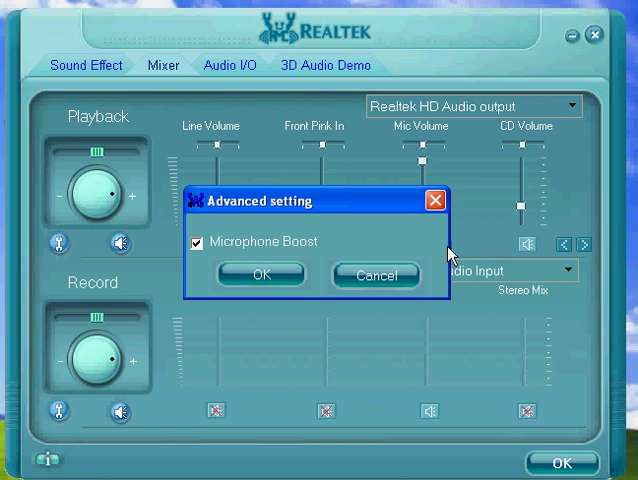 REALTEK
Sound Effect Mixer Audio I/O 3D Audio Demo
Realtek HD Audio output
Playback
Line Volume Front Pink In Mic Volume CD Volume
- +
Advanced setting
Microphone Boost
OK Cancel
dio Input
Record
Stereo Mix
- +
OK